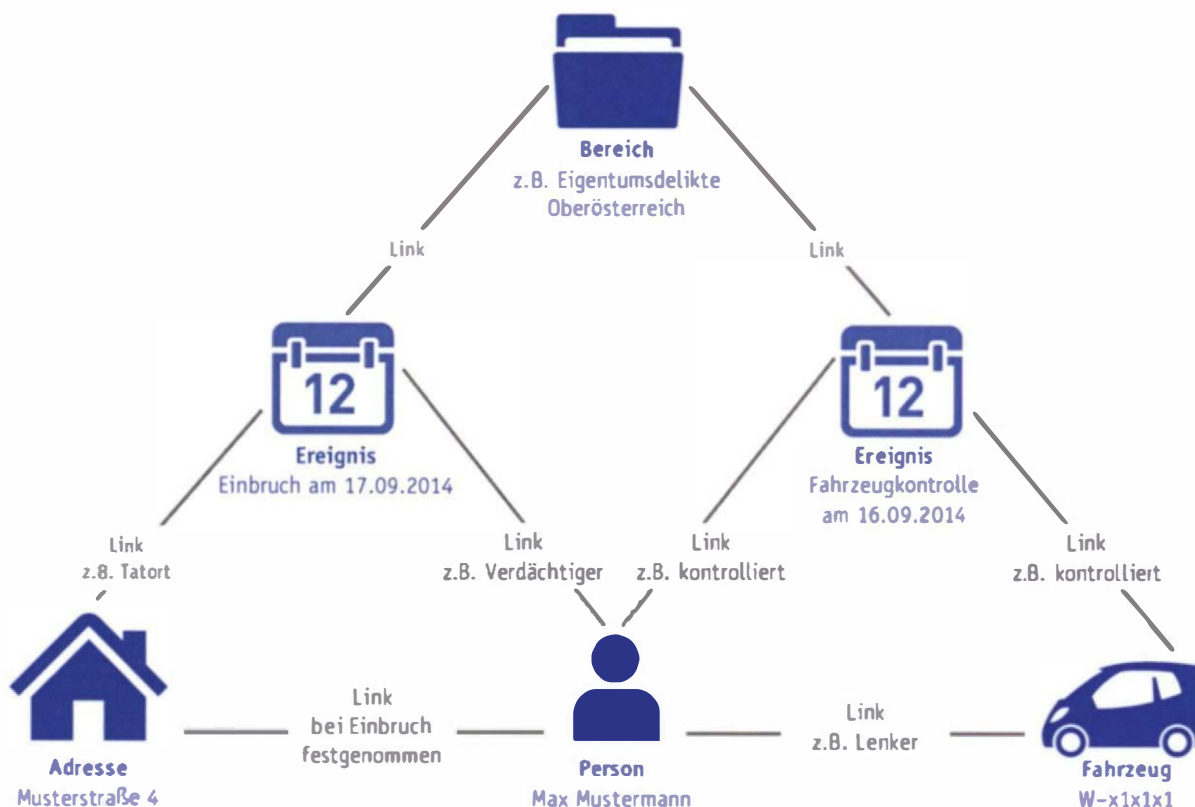 Bereich
z.B. Eigentumsdelikte
Oberösterreich
Link
Link
12
12
Ereignis
Einbruch am 17.09.2014
Ereignis
Fahrzeugkontrolle
am 16.09.2014
Link
z.B. Tatort
Link
z.B. Verdächtiger
Link
z.B. kontrolliert
Link
z.B. kontrolliert
Link
bei Einbruch
festgenommen
Link
z.B. Lenker
Adresse
Musterstraße 4
Person
Max Mustermann
Fahrzeug
W-x1x1x1